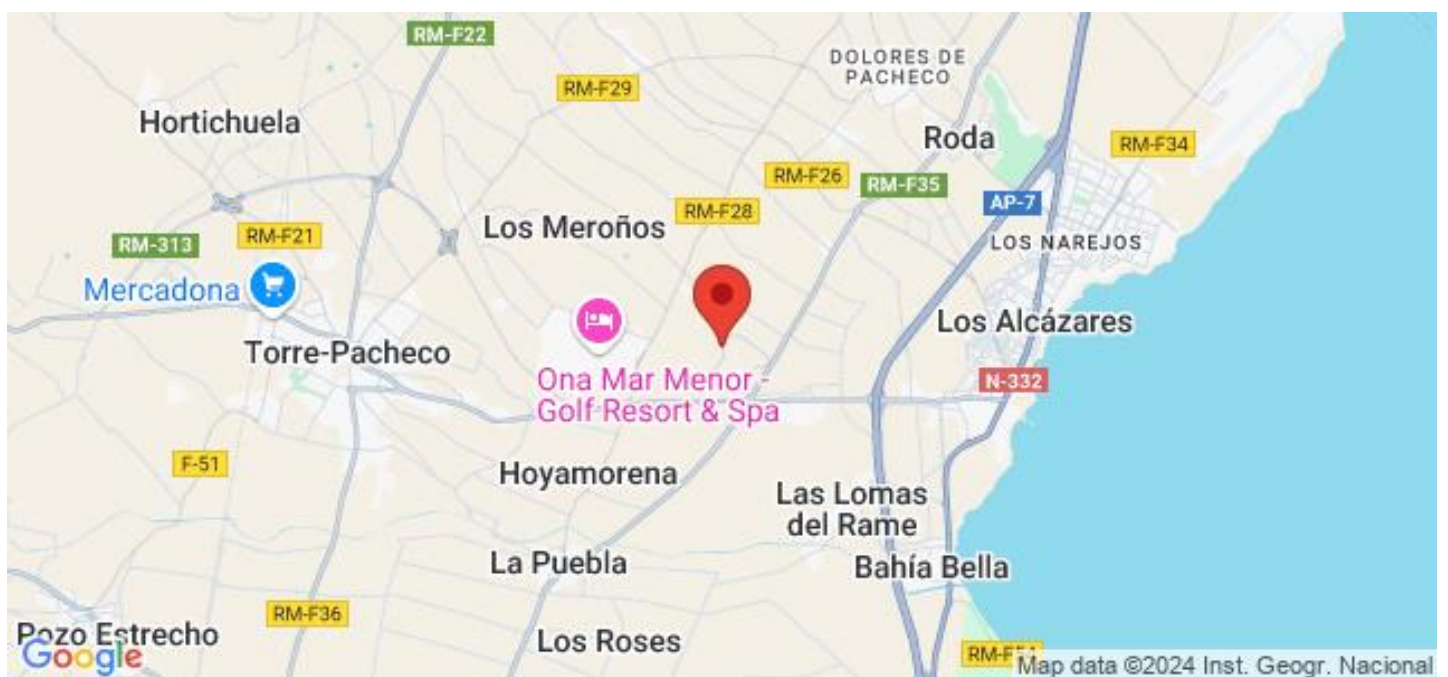 RM-F22
DOLORES DE
PACHECO
RM-F29
Hortichuela
Roda
RM-F34
RM-F26
RM-F35
AP-7
RM-F28
Los Meroños
RM-F21
RM-313
LOS NAREJOS
Mercadona
Los Alcázares
Torre-Pacheco
Ona Mar Menor -
Golf Resort & Spa
N-332
F-51
Hoyamorena
Las Lomas
del Rame
La Puebla
Bahía Bella
RM-F36
Pozo Estrecho
Los Roses
Google
Map data ©2024 Inst. Geogr. Nacional